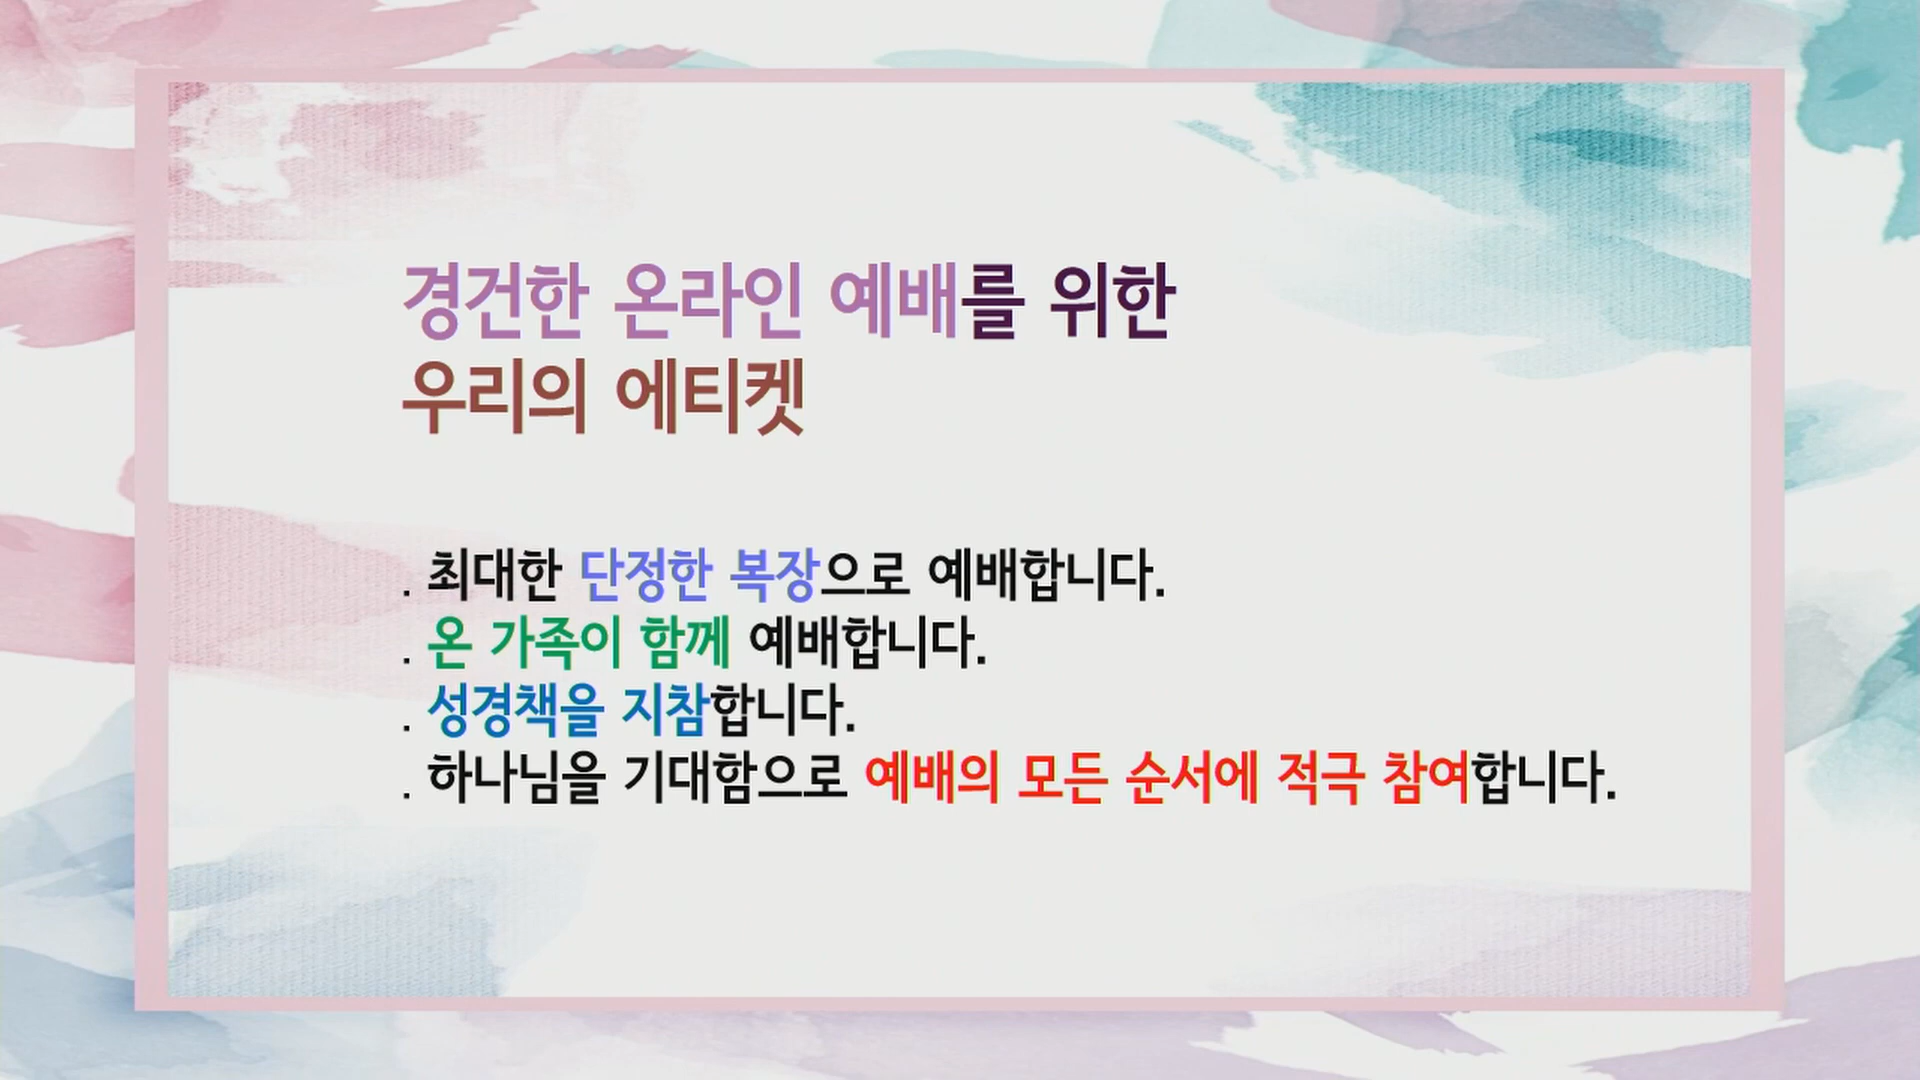 경건한 온라인 예배를 위한
우리의 에티켓
. 최대한 단정한 복장으로 예배합니다.
. 온 가족이 함께 예배합니다.
. 성경책을 지참합니다.
. 하나님을 기대함으로 예배의 모든 순서에 적극 참여합니다.